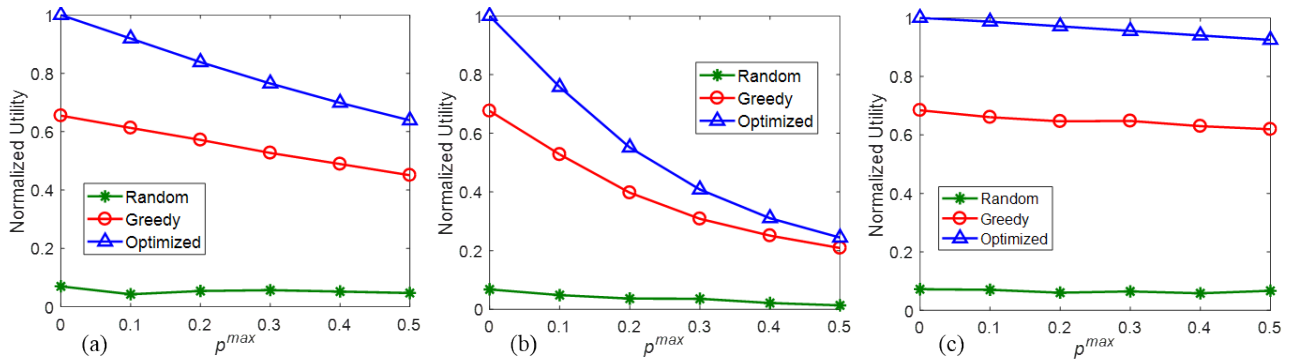 Normalized Utility
1
0.8
0.6
0.4
0.2
0
Random
Greedy
Optimized
0 0.1 0.2 0.3 0.4 0.5
(a) p^max
Normalized Utility
1
0.8
0.6
0.4
0.2
0
Random
Greedy
Optimized
0 0.1 0.2 0.3 0.4 0.5
(b) p^max
Normalized Utility
1
0.8
0.6
0.4
0.2
0
Random
Greedy
Optimized
0 0.1 0.2 0.3 0.4 0.5
(c) p^max